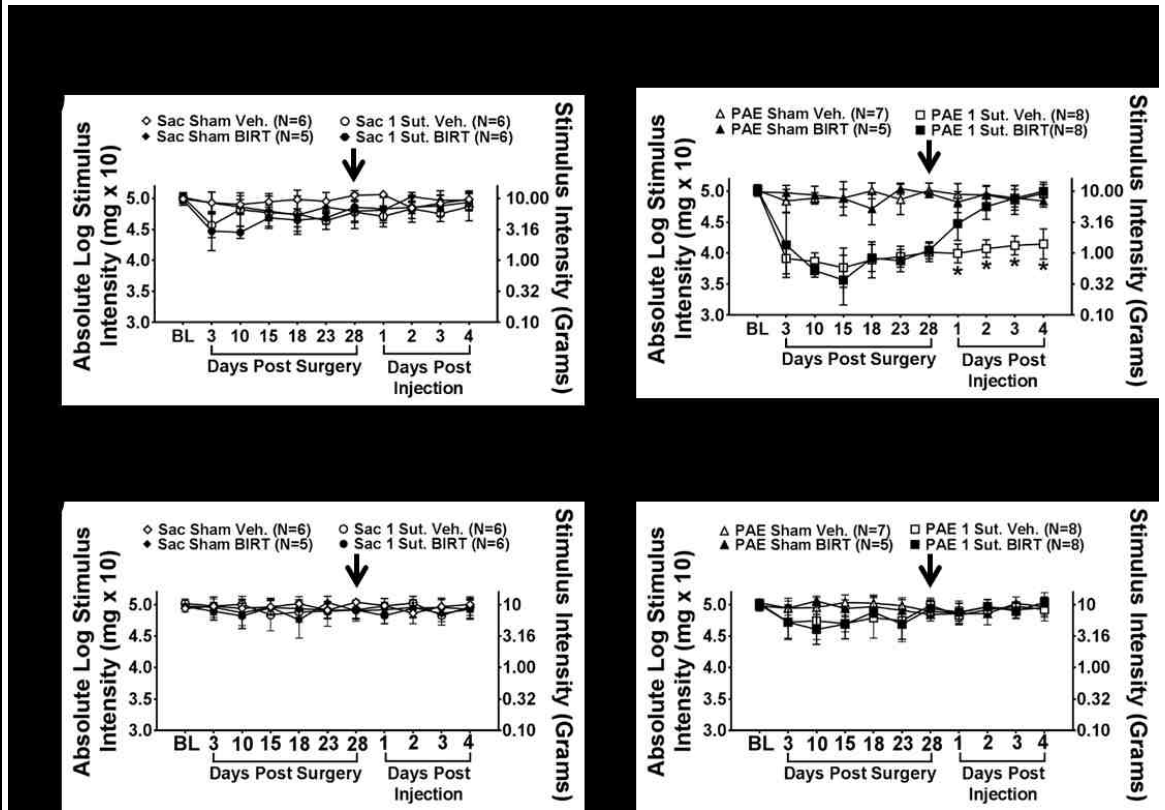 Sac Sham Veh. (N=6) Sac 1 Sut. Veh. (N=6)
Sac Sham BIRT (N=5) Sac 1 Sut. BIRT (N=6)
Absolute Log Stimulus
Intensity (mg x 10)
5.0
4.5
4.0
3.5
3.0
10.00
3.16
1.00
0.32
0.10
Stimulus Intensity (Grams)
BL 3 10 15 18 23 28 1 2 3 4
Days Post Surgery
Days Post
Injection
PAE Sham Veh. (N=7) PAE 1 Sut. Veh. (N=8)
PAE Sham BIRT (N=5) PAE 1 Sut. BIRT(N=8)
Absolute Log Stimulus
Intensity (mg x 10)
5.0
4.5
4.0
3.5
3.0
10.00
3.16
1.00
0.32
0.10
Stimulus Intensity (Grams)
* * * *
BL 3 10 15 18 23 28 1 2 3 4
Days Post Surgery
Days Post
Injection
Sac Sham Veh. (N=6) Sac 1 Sut. Veh. (N=6)
Sac Sham BIRT (N=5) Sac 1 Sut. BIRT (N=6)
Absolute Log Stimulus
Intensity (mg x 10)
5.0
4.5
4.0
3.5
3.0
10
3.16
1.00
0.32
0.10
Stimulus Intensity (Grams)
BL 3 10 15 18 23 28 1 2 3 4
Days Post Surgery
Days Post
Injection
PAE Sham Veh. (N=7) PAE 1 Sut. Veh. (N=8)
PAE Sham BIRT (N=5) PAE 1 Sut. BIRT (N=8)
Absolute Log Stimulus
Intensity (mg x 10)
5.0
4.5
4.0
3.5
3.0
10
3.16
1.00
0.32
0.10
Stimulus Intensity (Grams)
BL 3 10 15 18 23 28 1 2 3 4
Days Post Surgery
Days Post
Injection